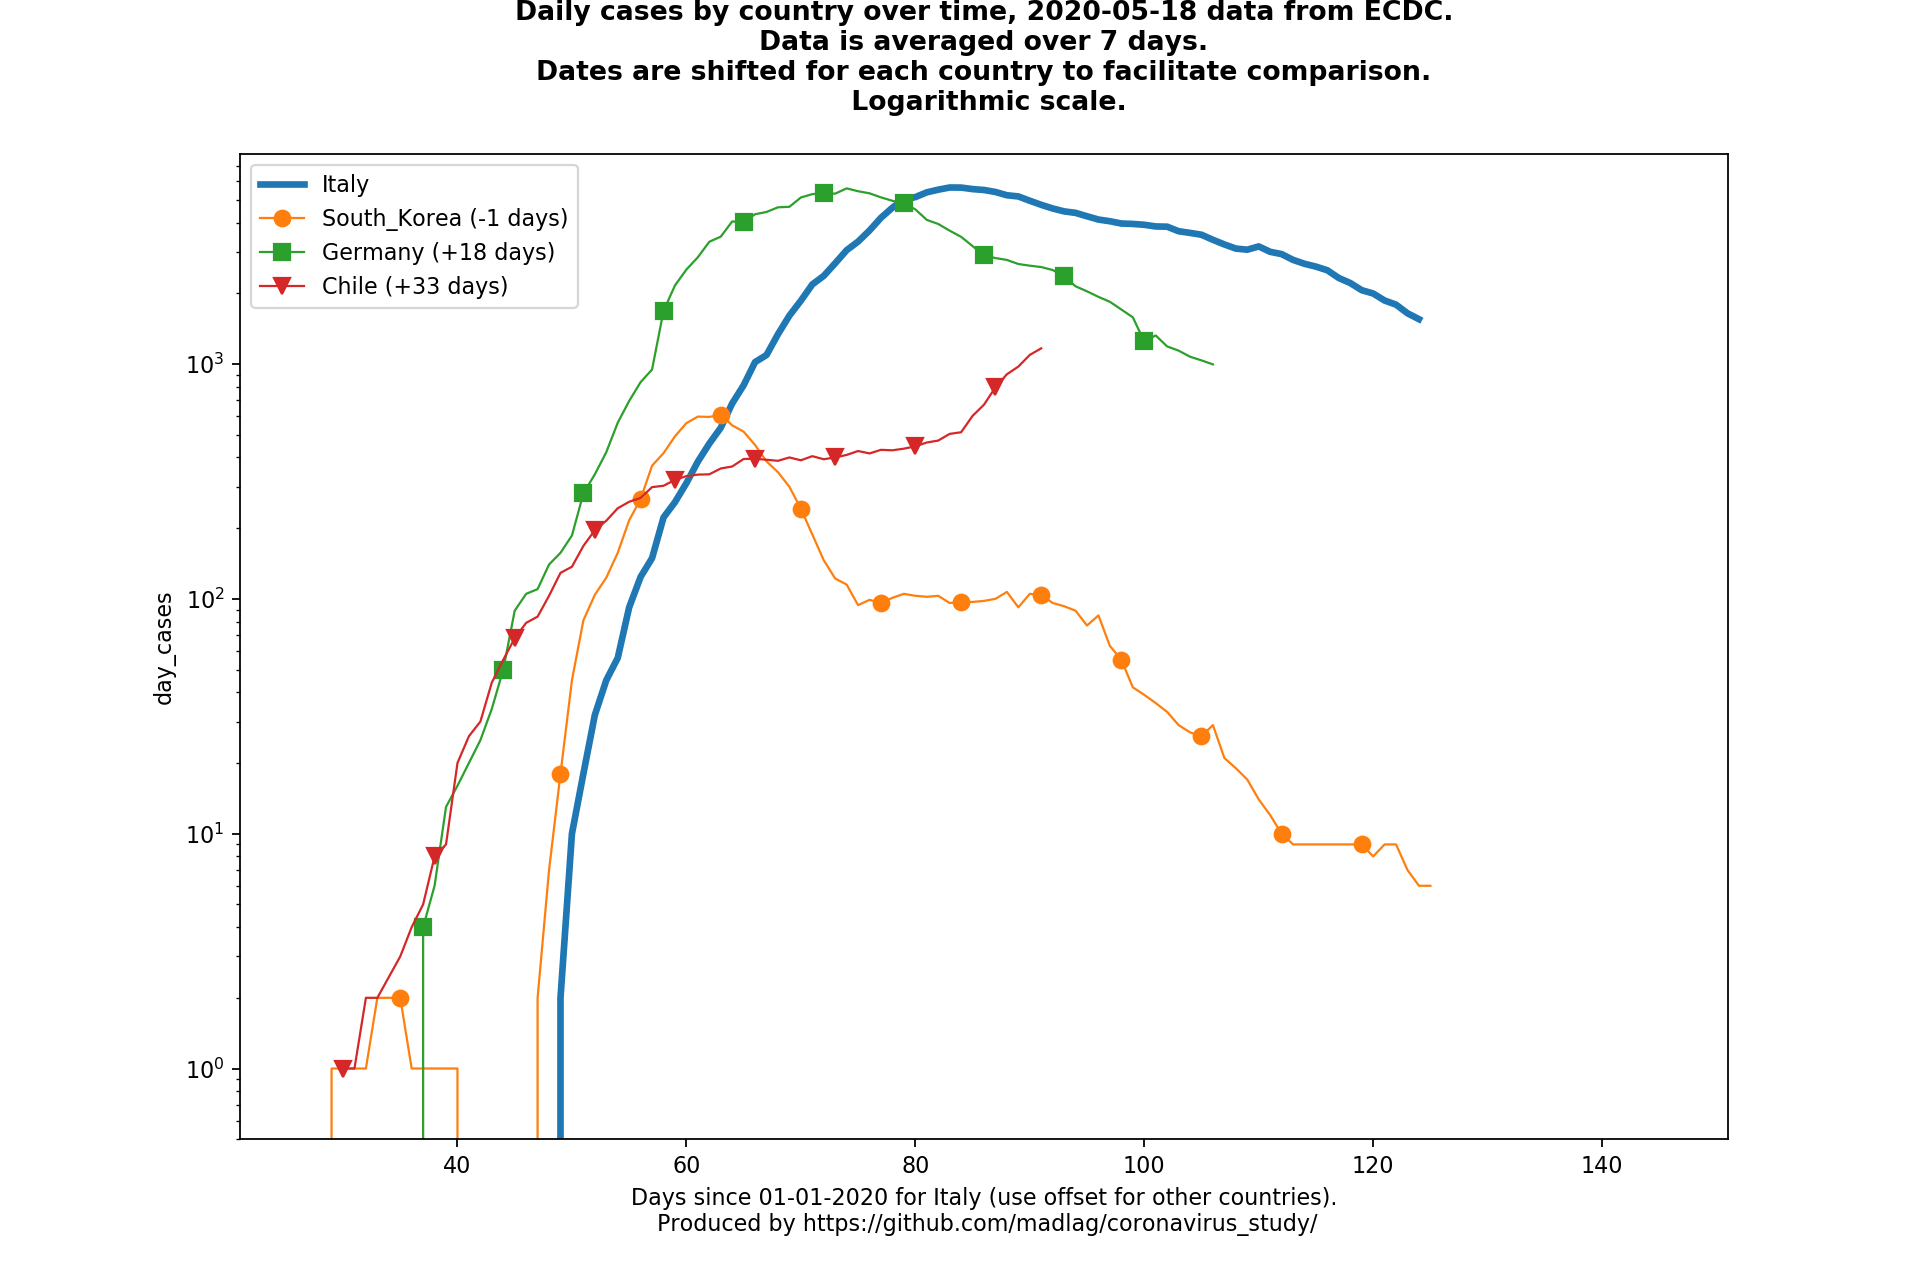 Daily cases by country over time, 2020-05-18 data from ECDC.
Data is averaged over 7 days.
Dates are shifted for each country to facilitate comparison.
Logarithmic scale.
Italy
South_Korea (-1 days)
Germany (+18 days)
Chile (+33 days)
10³
10²
10¹
10⁰
day_cases
40 60 80 100 120 140
Days since 01-01-2020 for Italy (use offset for other countries).
Produced by https://github.com/madlag/coronavirus_study/